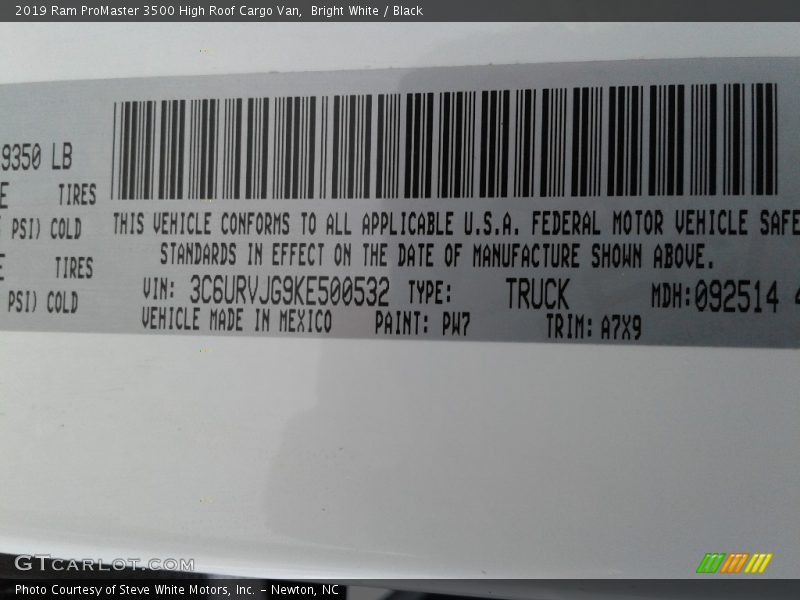 2019 Ram ProMaster 3500 High Roof Cargo Van,  Bright White / Black
9350 LB
TIRES
PSI) COLD
TIRES
PSI) COLD
THIS VEHICLE CONFORMS TO ALL APPLICABLE U.S.A. FEDERAL MOTOR VEHICLE SAFE
STANDARDS IN EFFECT ON THE DATE OF MANUFACTURE SHOWN ABOVE.
VIN: 3C6URVJG9KE500532 TYPE: TRUCK MDH:092514 4
VEHICLE MADE IN MEXICO PAINT: PW7 TRIM: A7X9
GTCARLOT.COM
Photo Courtesy of Steve White Motors, Inc. – Newton, NC